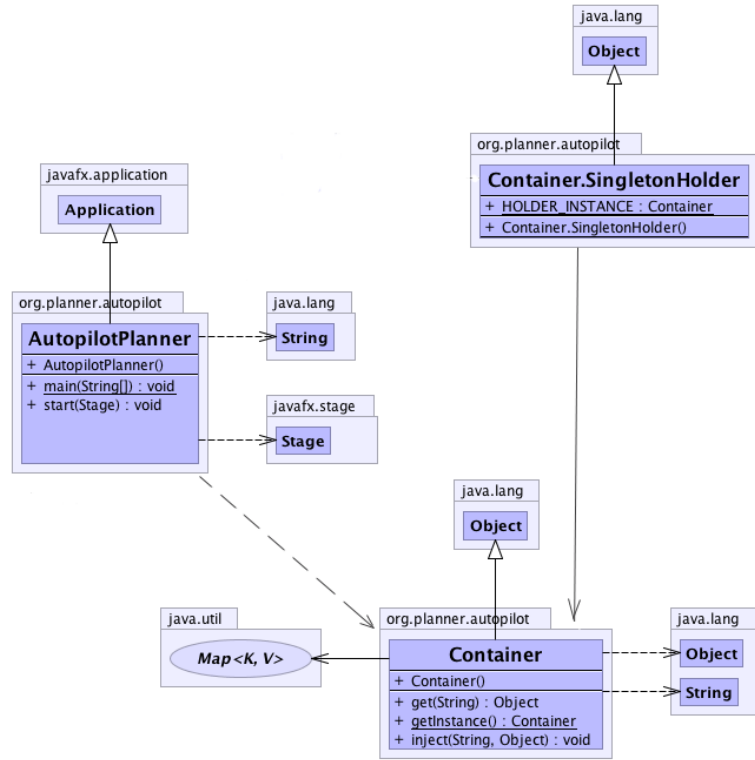 java.lang
Object
org.planner.autopilot
Container.SingletonHolder
+ HOLDER_INSTANCE : Container
+ Container.SingletonHolder()
javafx.application
Application
org.planner.autopilot
AutopilotPlanner
+ AutopilotPlanner()
+ main(String[]) : void
+ start(Stage) : void
java.lang
String
javafx.stage
Stage
java.lang
Object
java.util
Map<K, V>
org.planner.autopilot
Container
+ Container()
+ get(String) : Object
+ getInstance() : Container
+ inject(String, Object) : void
java.lang
Object
String